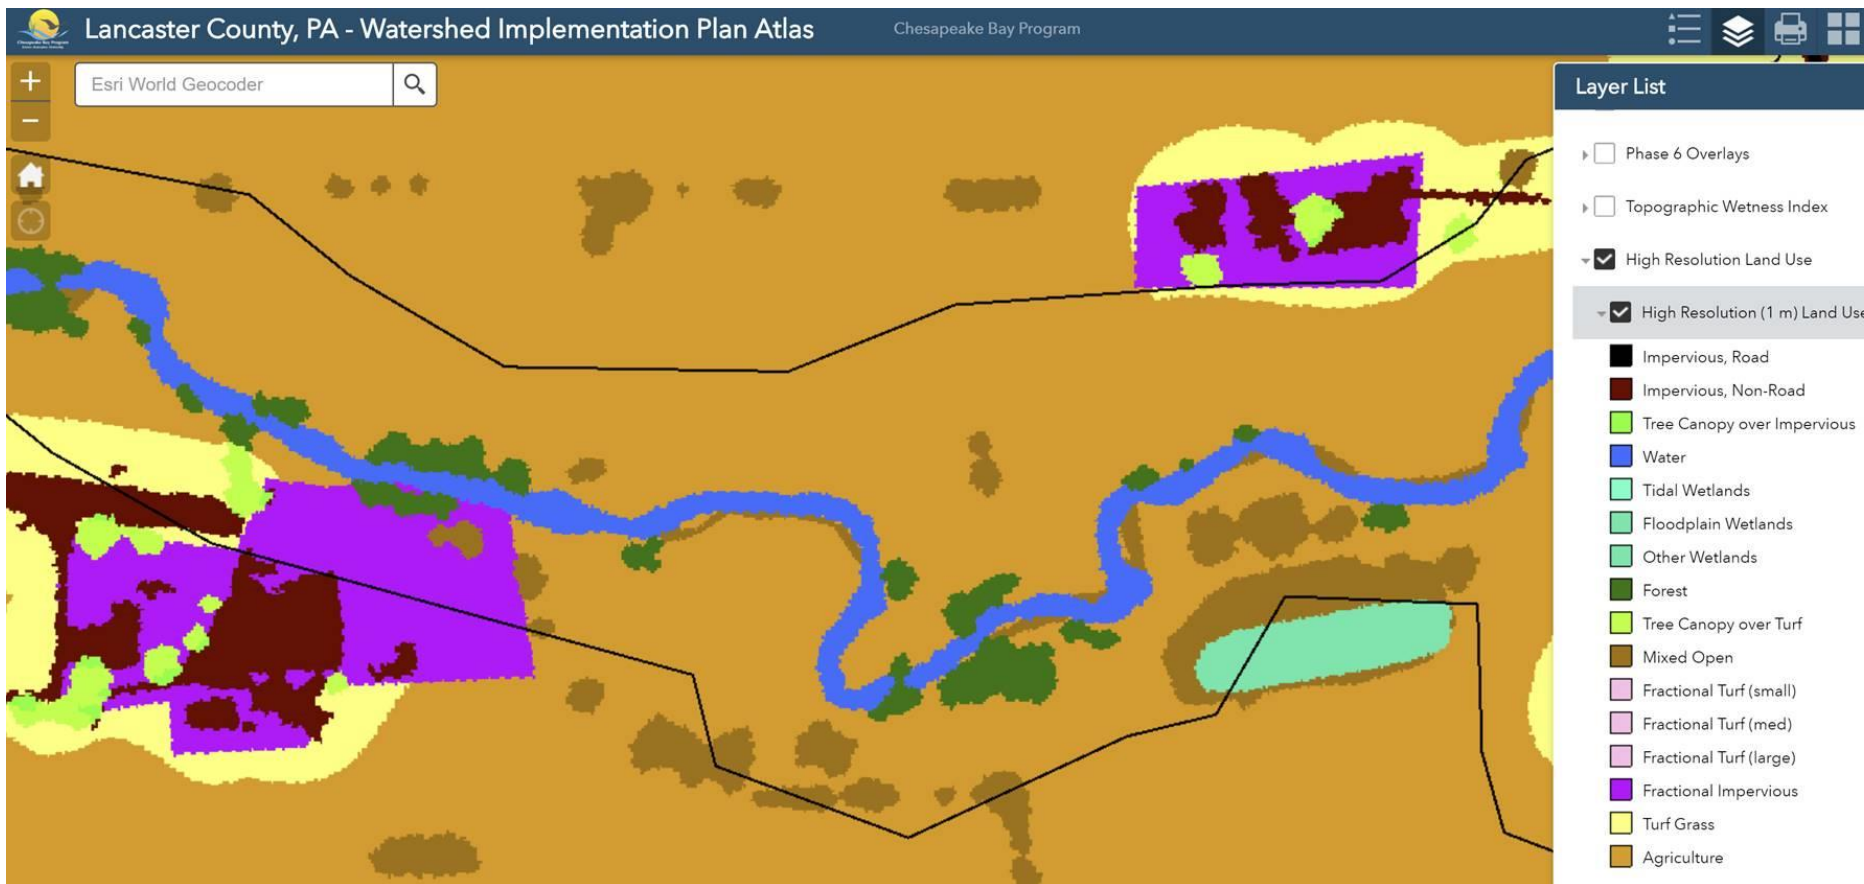 Lancaster County, PA - Watershed Implementation Plan Atlas
Chesapeake Bay Program
Esri World Geocoder
Layer List
Phase 6 Overlays
Topographic Wetness Index
High Resolution Land Use
High Resolution (1 m) Land Use
Impervious, Road
Impervious, Non-Road
Tree Canopy over Impervious
Water
Tidal Wetlands
Floodplain Wetlands
Other Wetlands
Forest
Tree Canopy over Turf
Mixed Open
Fractional Turf (small)
Fractional Turf (med)
Fractional Turf (large)
Fractional Impervious
Turf Grass
Agriculture